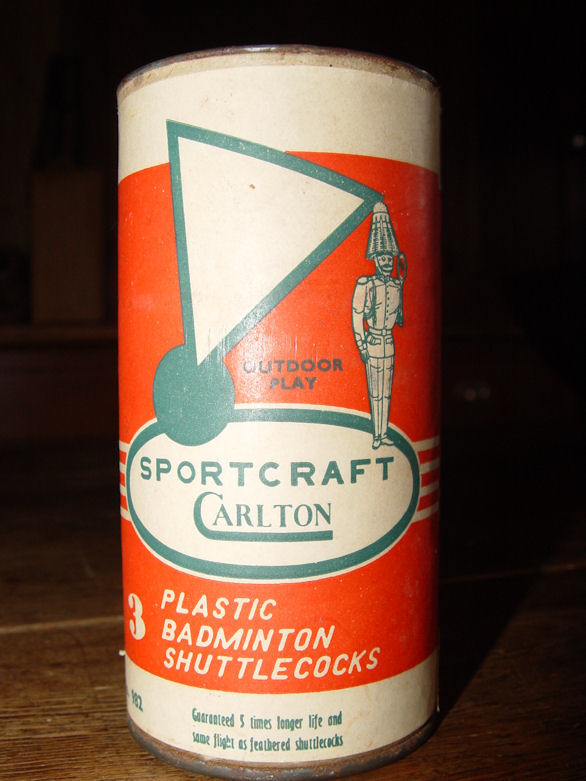 OUTDOOR
PLAY
SPORTCRAFT
CARLTON
3 PLASTIC
BADMINTON
SHUTTLECOCKS
982
Guaranteed 5 times longer life and
same flight as feathered shuttlecocks